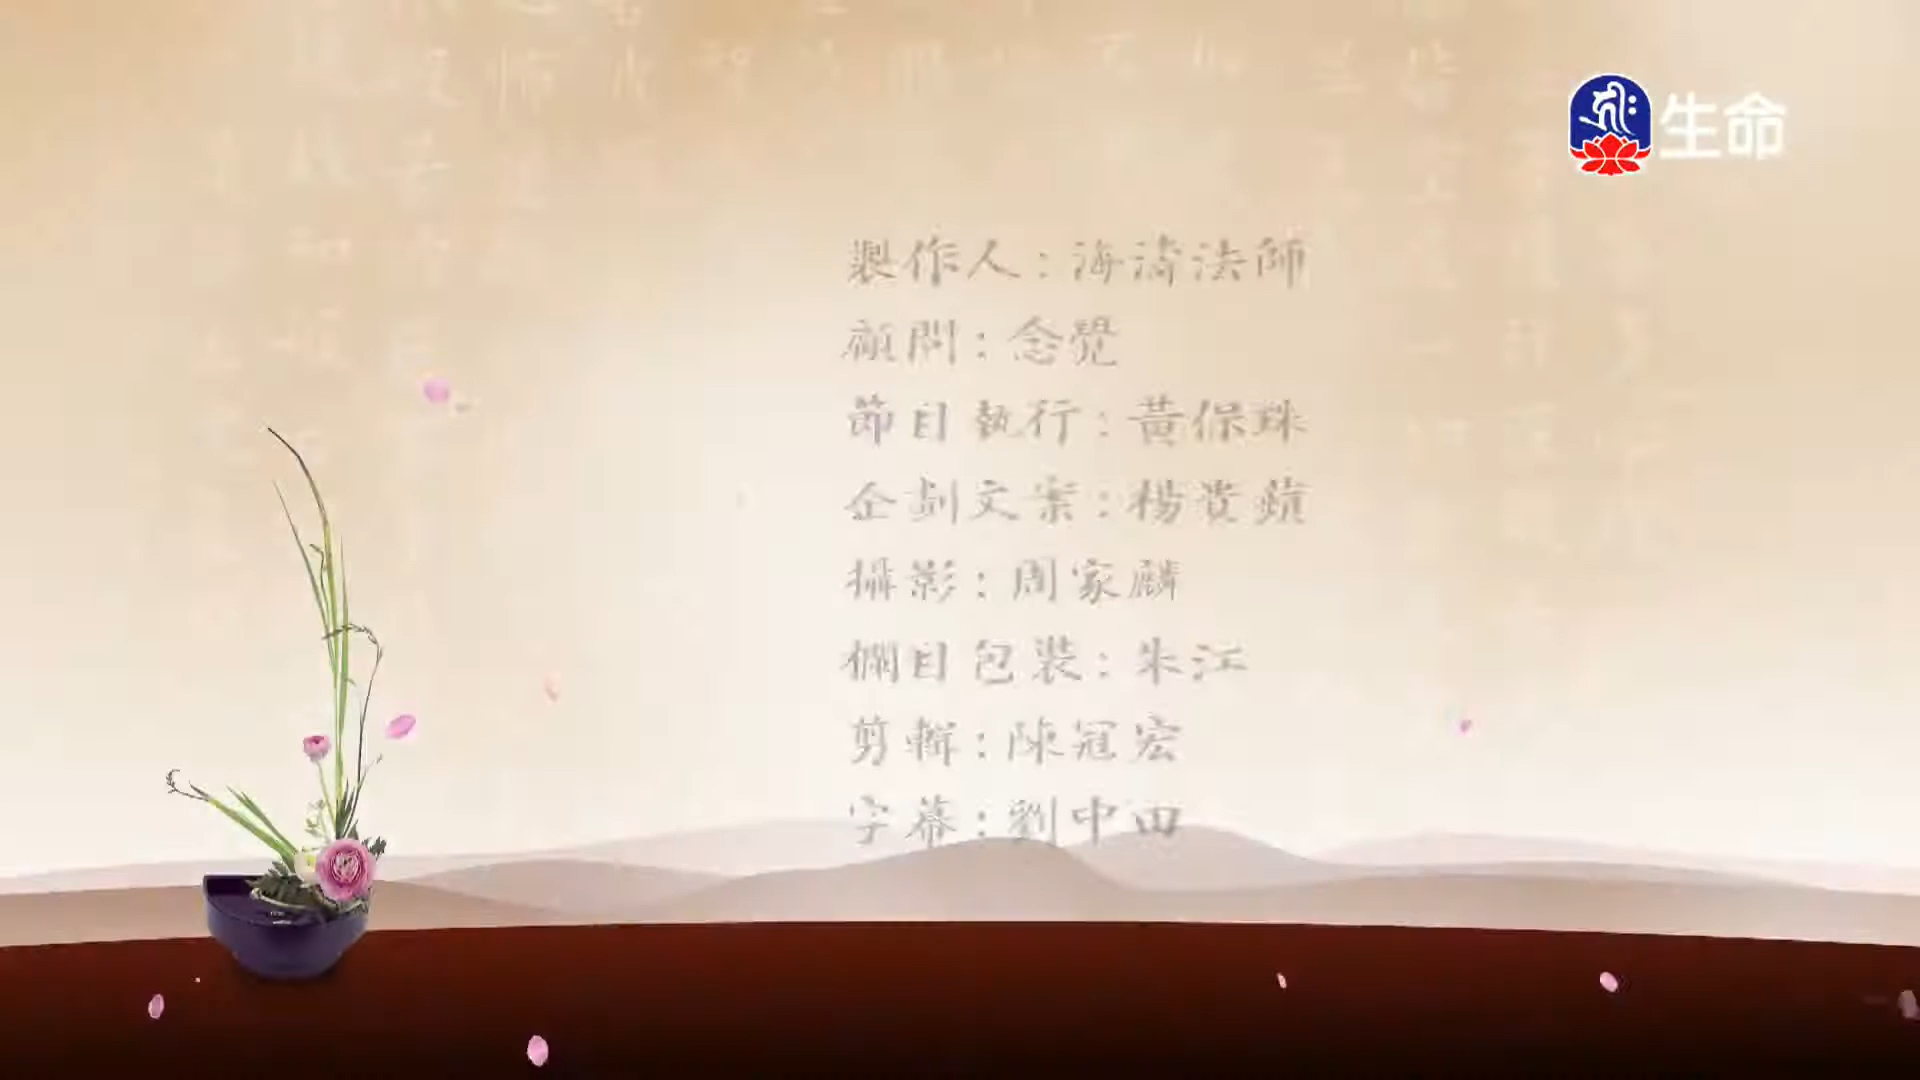 生命
製作人：海濤法師
顧問：念覺
節目執行：黃保珠
企劃文案：楊贵蘋
攝影：周家麟
欄目包裝：朱江
剪輯：陳冠宏
字幕：劉中田